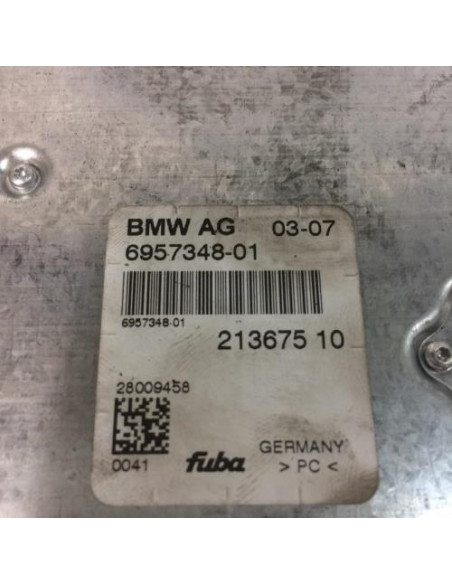 BMW AG 03-07
6957348-01
6957348-01
213675 10
28009458
0041 fuba GERMANY
> PC <